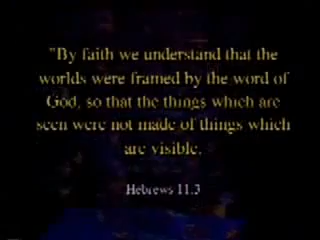 "By faith we understand that the
worlds were framed by the word of
God, so that the things which are
seen were not made of things which
are visible.
Hebrews 11:3